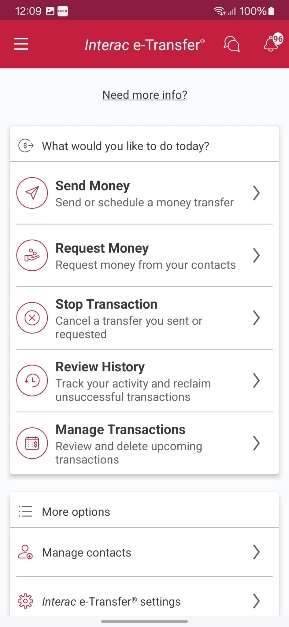 12:09 100%
Interac e-Transfer®
96
Need more info?
What would you like to do today?
Send Money
Send or schedule a money transfer
Request Money
Request money from your contacts
Stop Transaction
Cancel a transfer you sent or
requested
Review History
Track your activity and reclaim
unsuccessful transactions
Manage Transactions
Review and delete upcoming
transactions
More options
Manage contacts
Interac e-Transfer® settings